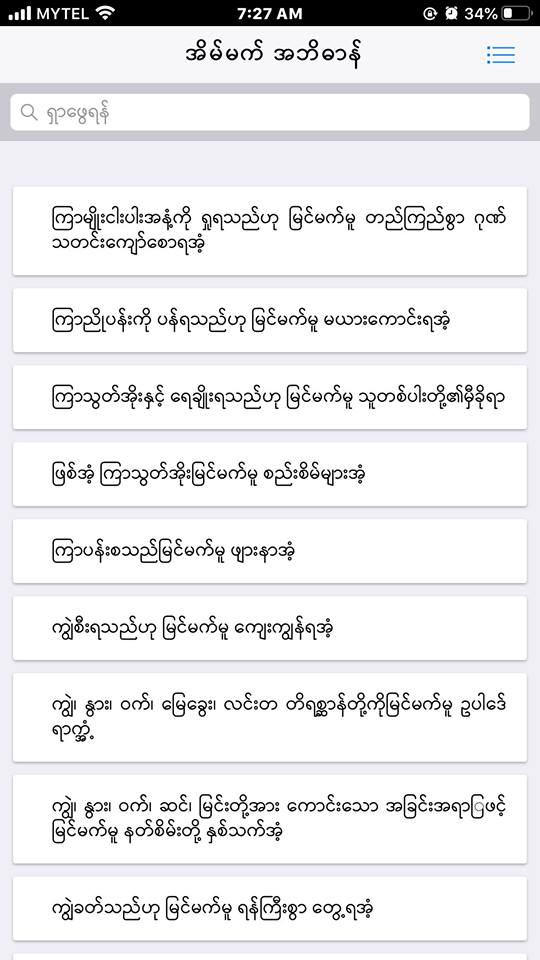 MYTEL 7:27 AM 34%
အိမ်မက် အဘိဓာန်
ရှာဖွေရန်
ကြာမျိုးငါးပါးအနံ့ကို ရှူရသည်ဟု မြင်မက်မူ တည်ကြည်စွာ ဂုဏ်
သတင်းကျော်စောရအံ့
ကြာညိုပန်းကို ပန်ရသည်ဟု မြင်မက်မူ မယားကောင်းရအံ့
ကြာသွတ်အိုးနှင့် ရေချိုးရသည်ဟု မြင်မက်မူ သူတစ်ပါးတို့၏မှီခိုရာ
ဖြစ်အံ့ ကြာသွတ်အိုးမြင်မက်မူ စည်းစိမ်များအံ့
ကြာပန်းစသည်မြင်မက်မူ ဖျားနာအံ့
ကျွဲစီးရသည်ဟု မြင်မက်မူ ကျေးကျွန်ရအံ့
ကျွဲ၊ နွား၊ ဝက်၊ မြေခွေး၊ လင်းတ တိရစ္ဆာန်တို့ကိုမြင်မက်မူ ဥပါဒေ်
ရာက္အံ့
ကျွဲ၊ နွား၊ ဝက်၊ ဆင်၊ မြင်းတို့အား ကောင်းသော အခြင်းအရာြဖင့်
မြင်မက်မူ နတ်စိမ်းတို့ နှစ်သက်အံ့
ကျွဲခတ်သည်ဟု မြင်မက်မူ ရန်ကြီးစွာ တွေ့ရအံ့